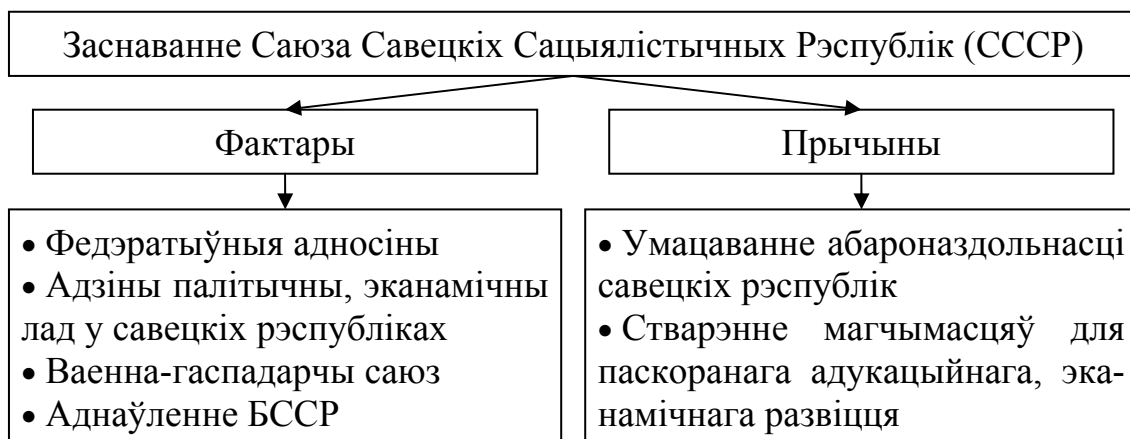 Заснаванне Саюза Савецкіх Сацыялістычных Рэспублік (СССР)
Фактары
• Федэратыўныя адносіны
• Адзіны палітычны, эканамічны
лад у савецкіх рэспубліках
• Ваенна-гаспадарчы саюз
• Аднаўленне БССР
Прычыны
• Умацаванне абароназдольнасці
савецкіх рэспублік
• Стварэнне магчымасцяў для
паскоранага адукацыйнага, эка-
намічнага развіцця